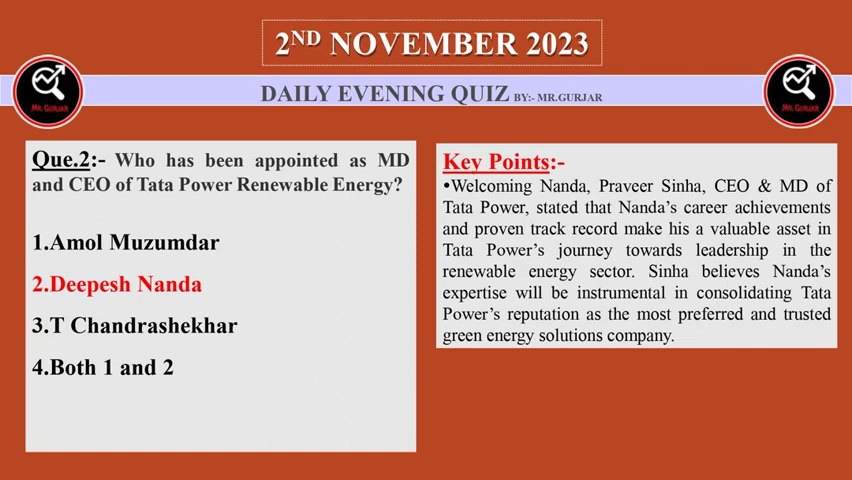 2ND NOVEMBER 2023
MR.GURJAR
DAILY EVENING QUIZ BY:- MR.GURJAR
MR.GURJAR
Que.2:- Who has been appointed as MD
and CEO of Tata Power Renewable Energy?
1.Amol Muzumdar
2.Deepesh Nanda
3.T Chandrashekhar
4.Both 1 and 2
Key Points:-
•Welcoming Nanda, Praveer Sinha, CEO & MD of
Tata Power, stated that Nanda's career achievements
and proven track record make his a valuable asset in
Tata Power's journey towards leadership in the
renewable energy sector. Sinha believes Nanda's
expertise will be instrumental in consolidating Tata
Power's reputation as the most preferred and trusted
green energy solutions company.